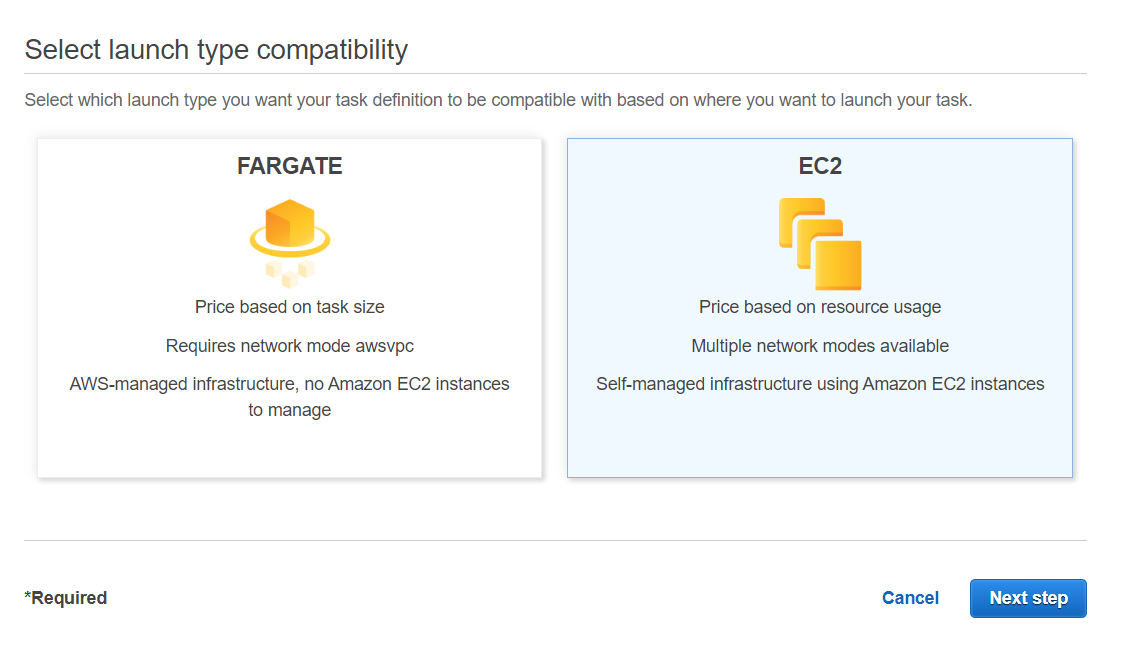 Select launch type compatibility
Select which launch type you want your task definition to be compatible with based on where you want to launch your task.
FARGATE
Price based on task size
Requires network mode awsvpc
AWS-managed infrastructure, no Amazon EC2 instances
to manage
EC2
Price based on resource usage
Multiple network modes available
Self-managed infrastructure using Amazon EC2 instances
*Required
Cancel
Next step